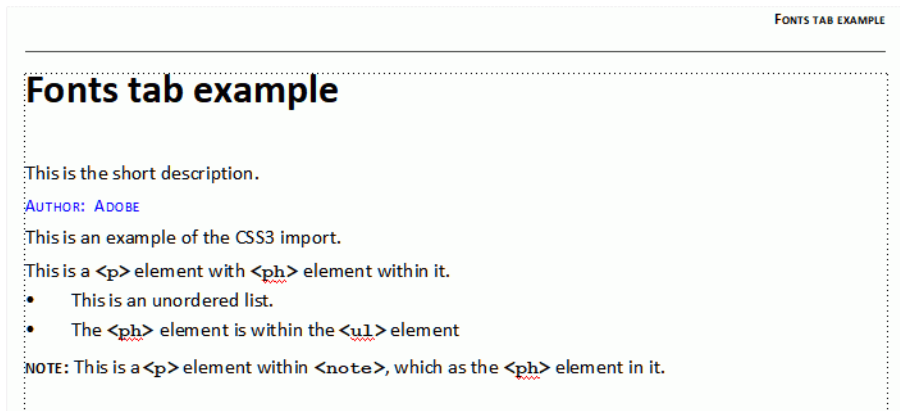 FONTS TAB EXAMPLE
Fonts tab example
This is the short description.
AUTHOR: ADOBE
This is an example of the CSS3 import.
This is a <p> element with <ph> element within it.
• This is an unordered list.
• The <ph> element is within the <ul> element
NOTE: This is a <p> element within <note>, which as the <ph> element in it.